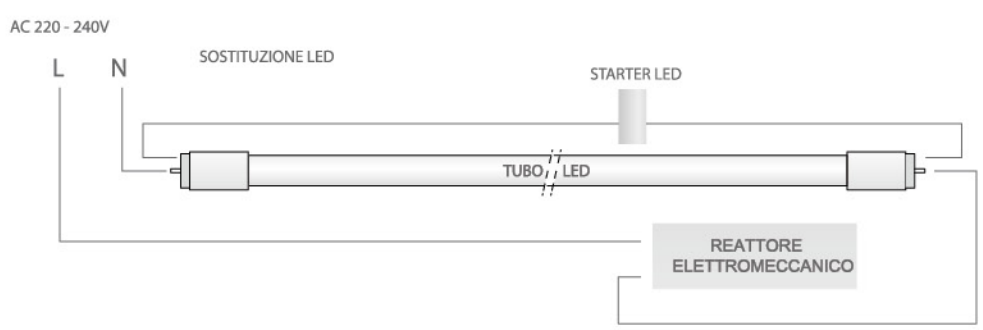 AC 220 - 240V
L N
SOSTITUZIONE LED
STARTER LED
TUBO LED
REATTORE
ELETTROMECCANICO